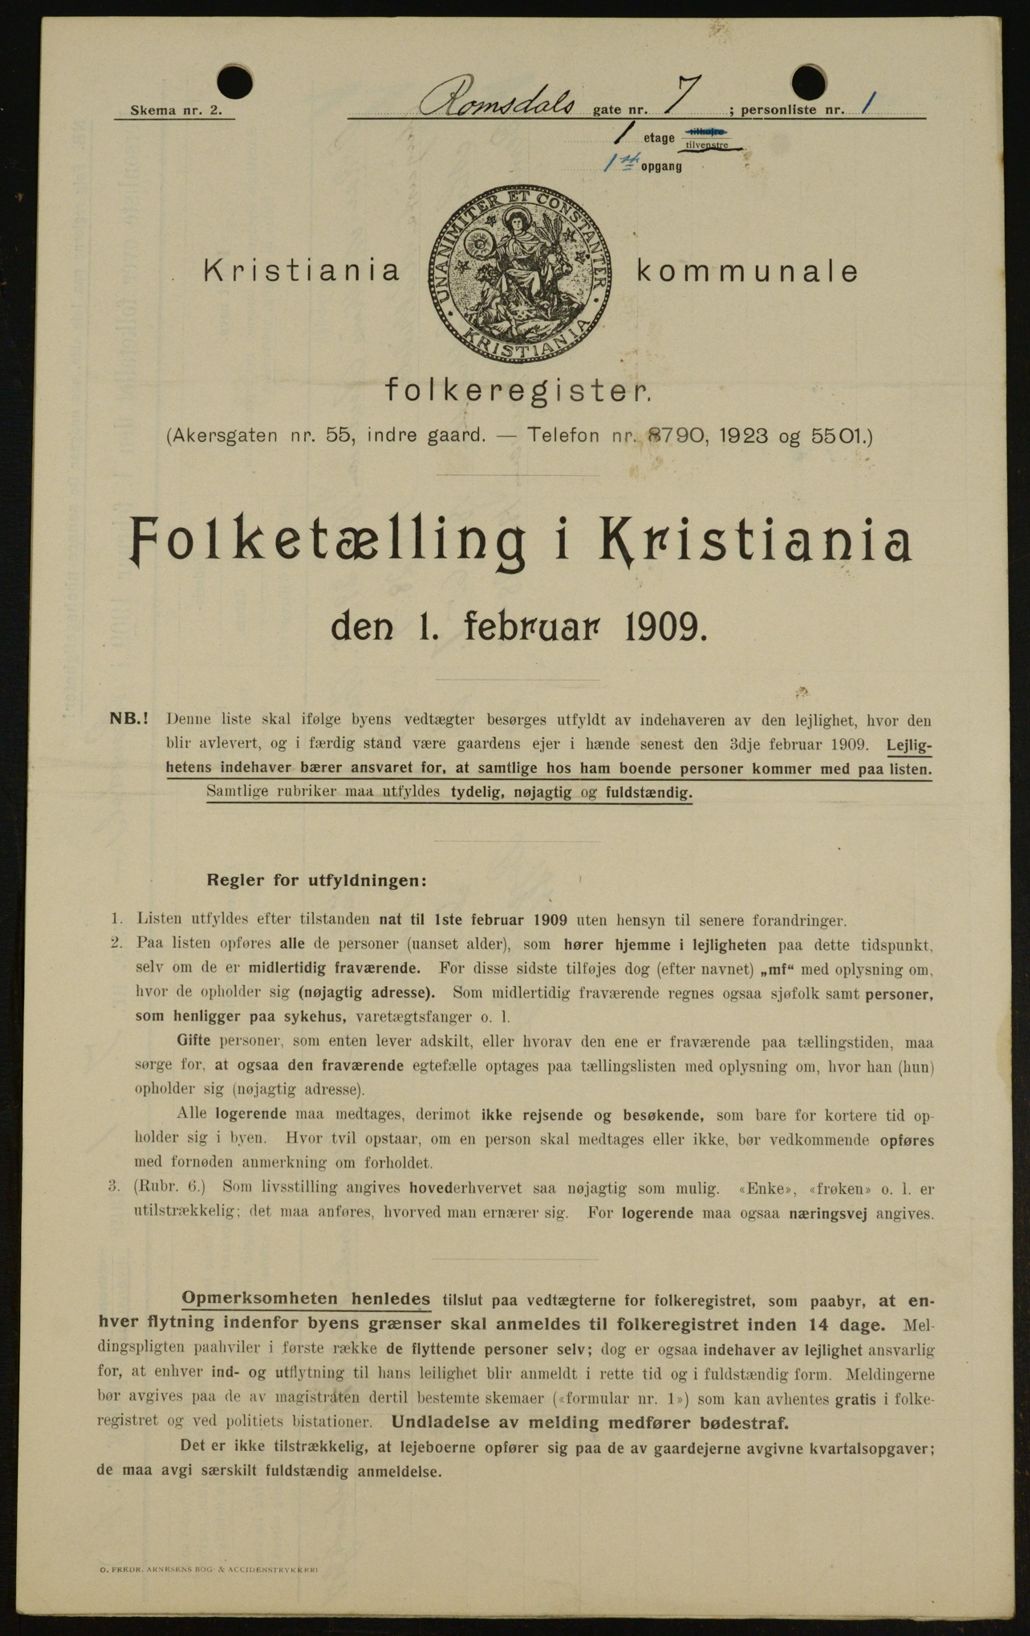 Skema nr. 2.
Romsdals gate nr. 7 ; personliste nr. 1
1 etage tilhøjre
tilvenstre
1ste opgang
UNANIMITER ET CONSTANTER
KRISTIANIA
Kristiania kommunale
folkeregister.
(Akersgaten nr. 55, indre gaard. — Telefon nr. 8790, 1923 og 5501.)
Folketælling i Kristiania
den 1. februar 1909.
NB.! Denne liste skal ifølge byens vedtægter besørges utfyldt av indehaveren av den lejlighet, hvor den
blir avlevert, og i færdig stand være gaardens ejer i hænde senest den 3dje februar 1909. Lejlig-
hetens indehaver bærer ansvaret for, at samtlige hos ham boende personer kommer med paa listen.
Samtlige rubriker maa utfyldes tydelig, nøjagtig og fuldstændig.
Regler for utfyldningen:
1. Listen utfyldes efter tilstanden nat til 1ste februar 1909 uten hensyn til senere forandringer.
2. Paa listen opføres alle de personer (uanset alder), som hører hjemme i lejligheten paa dette tidspunkt,
selv om de er midlertidig fraværende. For disse sidste tilføjes dog (efter navnet) „mf“ med oplysning om,
hvor de opholder sig (nøjagtig adresse). Som midlertidig fraværende regnes ogsaa sjøfolk samt personer,
som henligger paa sykehus, varetægtsfanger o. l.
Gifte personer, som enten lever adskilt, eller hvorav den ene er fraværende paa tællingstiden, maa
sørge for, at ogsaa den fraværende egtefælle optages paa tællingslisten med oplysning om, hvor han (hun)
opholder sig (nøjagtig adresse).
Alle logerende maa medtages, derimot ikke rejsende og besøkende, som bare for kortere tid op-
holder sig i byen. Hvor tvil opstaar, om en person skal medtages eller ikke, bør vedkommende opføres
med fornøden anmerkning om forholdet.
3. (Rubr. 6.) Som livsstilling angives hovederhvervet saa nøjagtig som mulig. «Enke», «frøken» o. l. er
utilstrækkelig; det maa anføres, hvorved man ernærer sig. For logerende maa ogsaa næringsvej angives.
Opmerksomheten henledes tilslut paa vedtægterne for folkeregistret, som paabyr, at en-
hver flytning indenfor byens grænser skal anmeldes til folkeregistret inden 14 dage. Mel-
dingspligten paahviler i første række de flyttende personer selv; dog er ogsaa indehaver av lejlighet ansvarlig
for, at enhver ind- og utflytning til hans leilighet blir anmeldt i rette tid og i fuldstændig form. Meldingerne
bør avgives paa de av magistraten dertil bestemte skemaer («formular nr. 1») som kan avhentes gratis i folke-
registret og ved politiets bistationer. Undladelse av melding medfører bødestraf.
Det er ikke tilstrækkelig, at lejeboerne opfører sig paa de av gaardejerne avgivne kvartalsopgaver;
de maa avgi særskilt fuldstændig anmeldelse.
O. FREDR. ARNESENS BOG- & ACCIDENSTRYKKERI